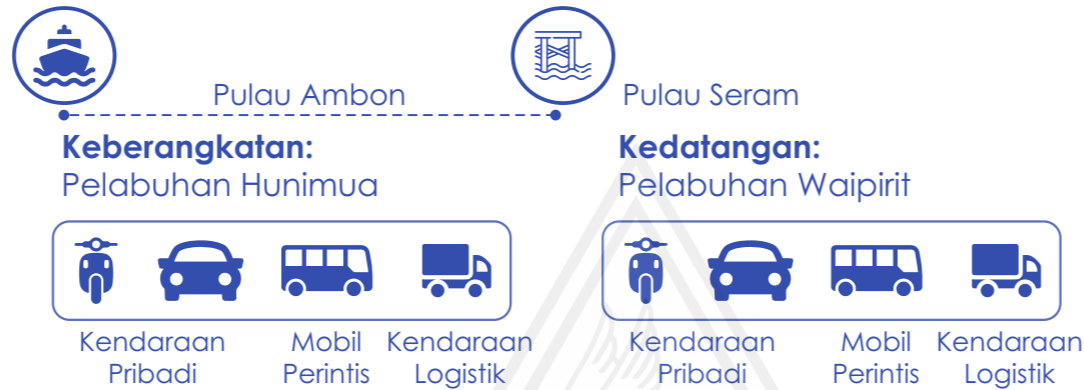 Pulau Ambon
Pulau Seram
Keberangkatan:
Pelabuhan Hunimua
Kedatangan:
Pelabuhan Waipirit
Kendaraan
Pribadi
Mobil
Perintis
Kendaraan
Logistik
Kendaraan
Pribadi
Mobil
Perintis
Kendaraan
Logistik